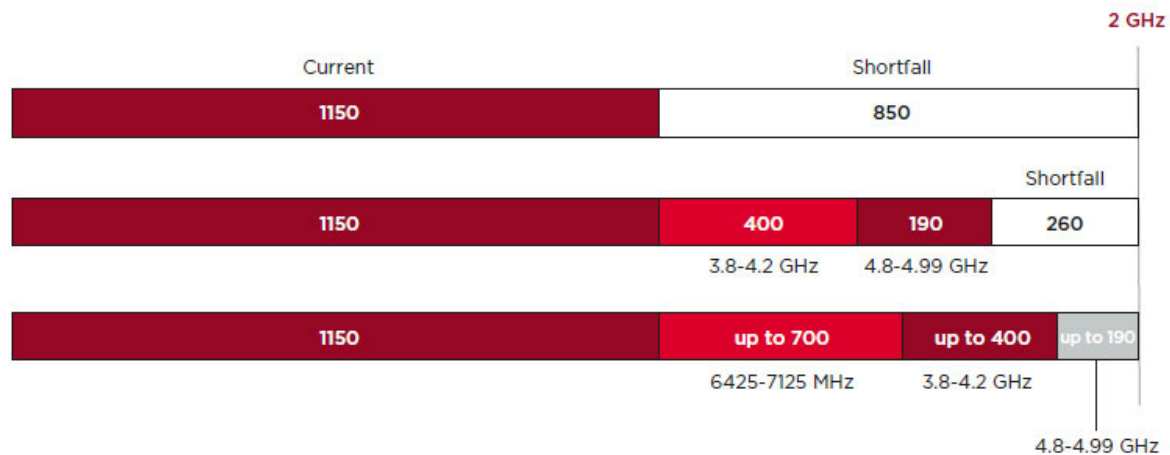 2 GHz
Current
Shortfall
1150
850
Shortfall
1150
400
190
260
3.8-4.2 GHz
4.8-4.99 GHz
1150
up to 700
up to 400
up to 190
6425-7125 MHz
3.8-4.2 GHz
4.8-4.99 GHz